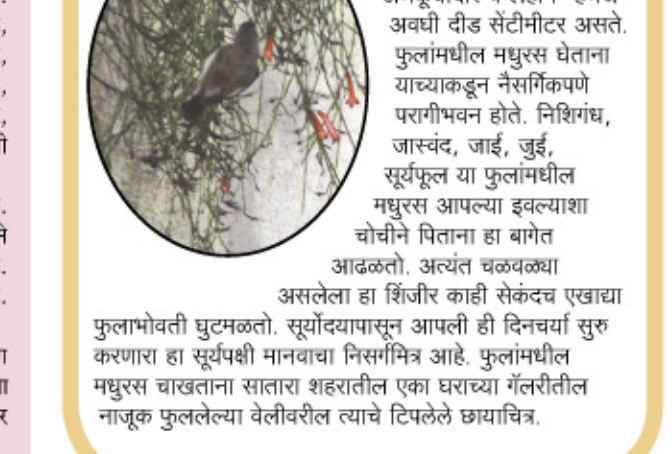 अवघी दीड सेंटीमीटर असते.
फुलांमधील मधुरस घेताना
याच्याकडून नैसर्गिकपणे
परागीभवन होते. निशिगंध,
जास्वंद, जाई, जुई,
सूर्यफूल या फुलांमधील
मधुरस आपल्या इवल्याशा
चोचीने पिताना हा बागेत
आढळतो. अत्यंत चळवळ्या
असलेला हा शिंजीर काही सेकंदच एखाद्या
फुलाभोवती घुटमळतो. सूर्योदयापासून आपली ही दिनचर्या सुरु
करणारा हा सूर्यपक्षी मानवाचा निसर्गमित्र आहे. फुलांमधील
मधुरस चाखताना सातारा शहरातील एका घराच्या गॅलरीतील
नाजूक फुललेल्या वेलीवरील त्याचे टिपलेले छायाचित्र.